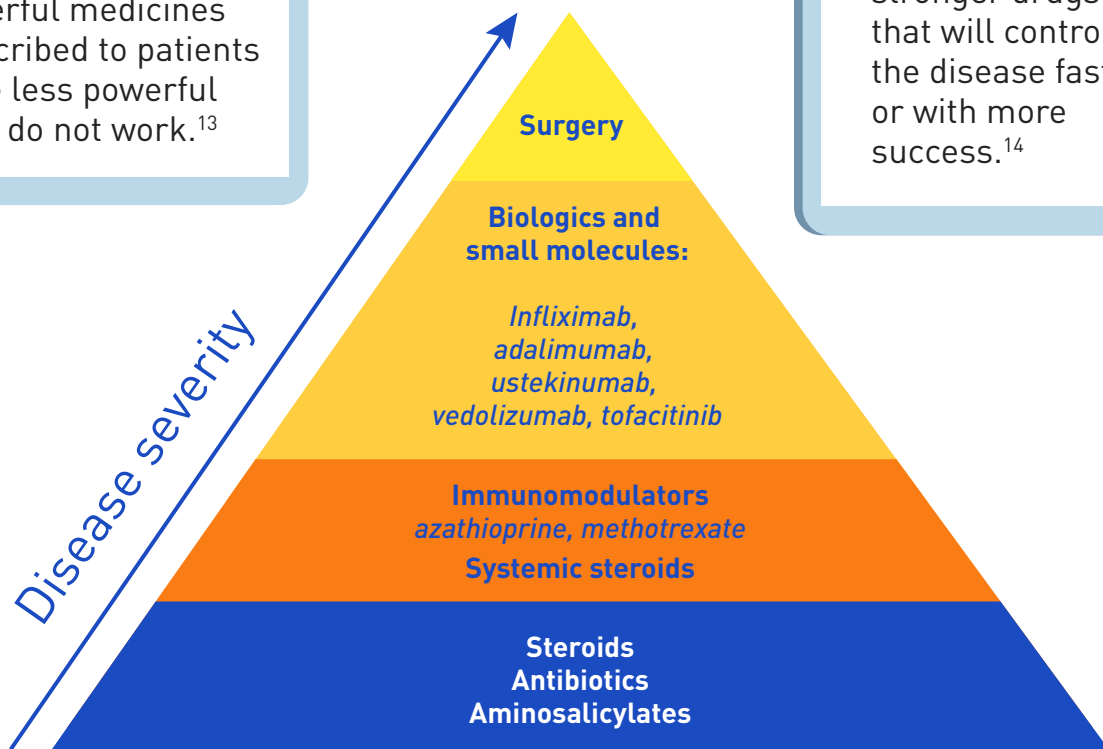 medicines
cribed to patients
less powerful
do not work.13
stronger drugs
that will contro
the disease fast
or with more
success.14
Surgery
Biologics and
small molecules:
Infliximab,
adalimumab,
ustekinumab,
vedolizumab, tofacitinib
Disease severity
Immunomodulators
azathioprine, methotrexate
Systemic steroids
Steroids
Antibiotics
Aminosalicylates